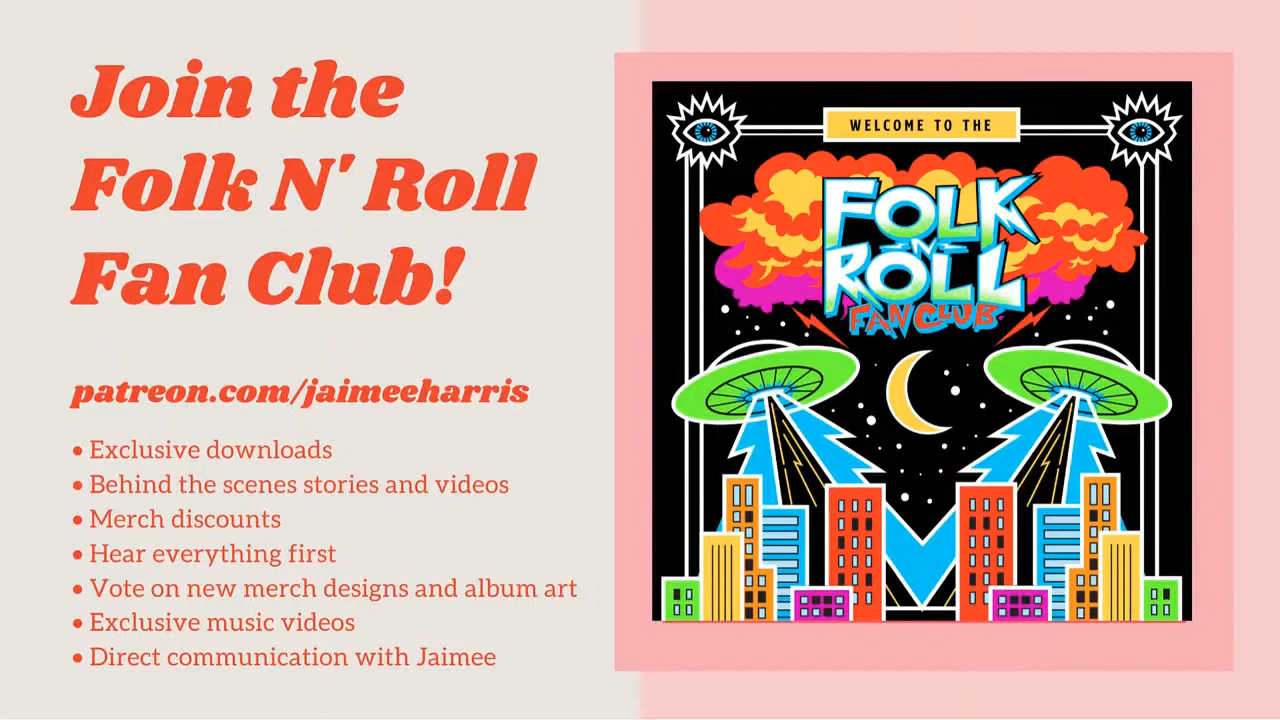 Join the
Folk N' Roll
Fan Club!
patreon.com/jaimeeharris
• Exclusive downloads
• Behind the scenes stories and videos
• Merch discounts
• Hear everything first
• Vote on new merch designs and album art
• Exclusive music videos
• Direct communication with Jaimee
WELCOME TO THE
FOLK
-N-
ROLL
FAN CLUB